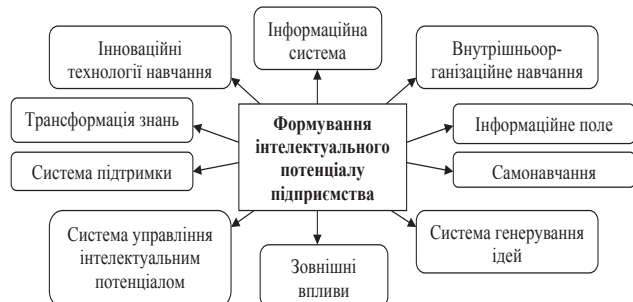 Інформаційна
система
Інноваційні
технології навчання
Внутрішньоор-
ганізаційне навчання
Трансформація знань
Формування
інтелектуального
потенціалу
підприємства
Інформаційне поле
Система підтримки
Самонавчання
Система управління
інтелектуальним
потенціалом
Зовнішні
впливи
Система генерування
ідей